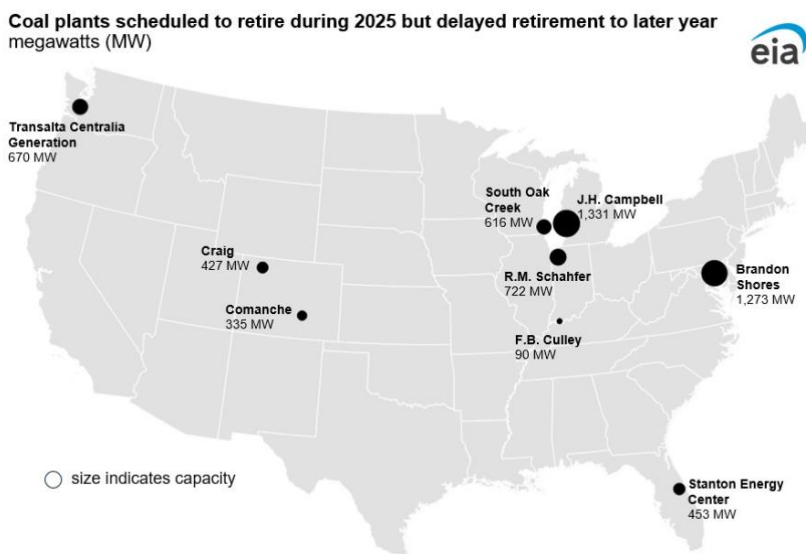 Coal plants scheduled to retire during 2025 but delayed retirement to later year
megawatts (MW)
eia
Transalta Centralia
Generation
670 MW
South Oak
Creek
616 MW
J.H. Campbell
1,331 MW
Craig
427 MW
R.M. Schahfer
722 MW
Brandon
Shores
1,273 MW
Comanche
335 MW
F.B. Culley
90 MW
size indicates capacity
Stanton Energy
Center
453 MW